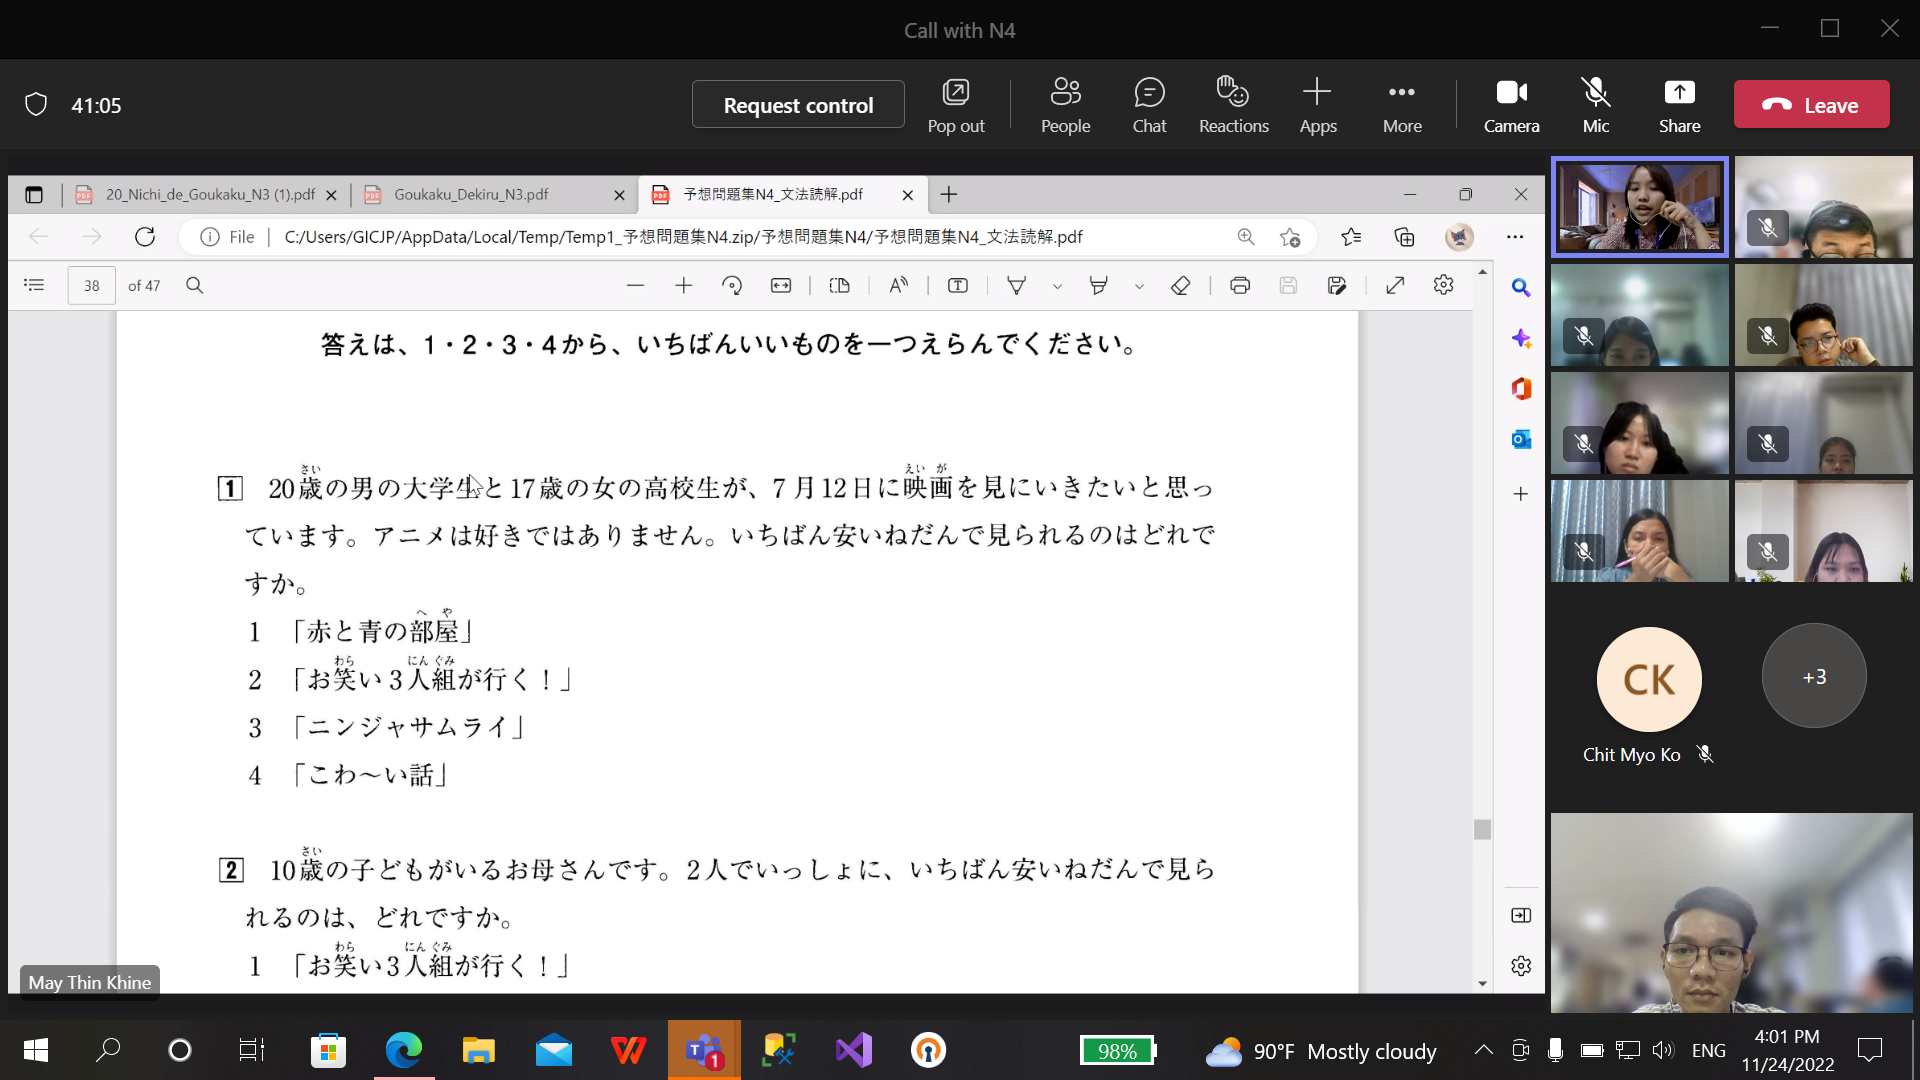 Call with N4
41:05
Request control
Pop out
People
Chat
Reactions
Apps
More
Camera
Mic
Share
Leave
20_Nichi_de_Goukaku_N3 (1).pdf
Goukaku_Dekiru_N3.pdf
予想問題集N4_文法読解.pdf
File
C:/Users/GICJP/AppData/Local/Temp/Temp1_予想問題集N4.zip/予想問題集N4/予想問題集N4_文法読解.pdf
38 of 47
答えは、1・2・3・4から、いちばんいいものを一つえらんでください。
さい えい が
1 20歳の男の大学生と17歳の女の高校生が、7月12日に映画を見にいきたいと思っ
ています。アニメは好きではありません。いちばん安いねだんで見られるのはどれで
すか。
へ や
1 「赤と青の部屋」
わら にん ぐみ
2 「お笑い3人組が行く！」
3 「ニンジャサムライ」
4 「こわ〜い話」
さい
2 10歳の子どもがいるお母さんです。2人でいっしょに、いちばん安いねだんで見ら
れるのは、どれですか。
わら にん ぐみ
1 「お笑い3人組が行く！」
May Thin Khine
CK
+3
Chit Myo Ko
1
98%
90°F Mostly cloudy
ENG
4:01 PM
11/24/2022